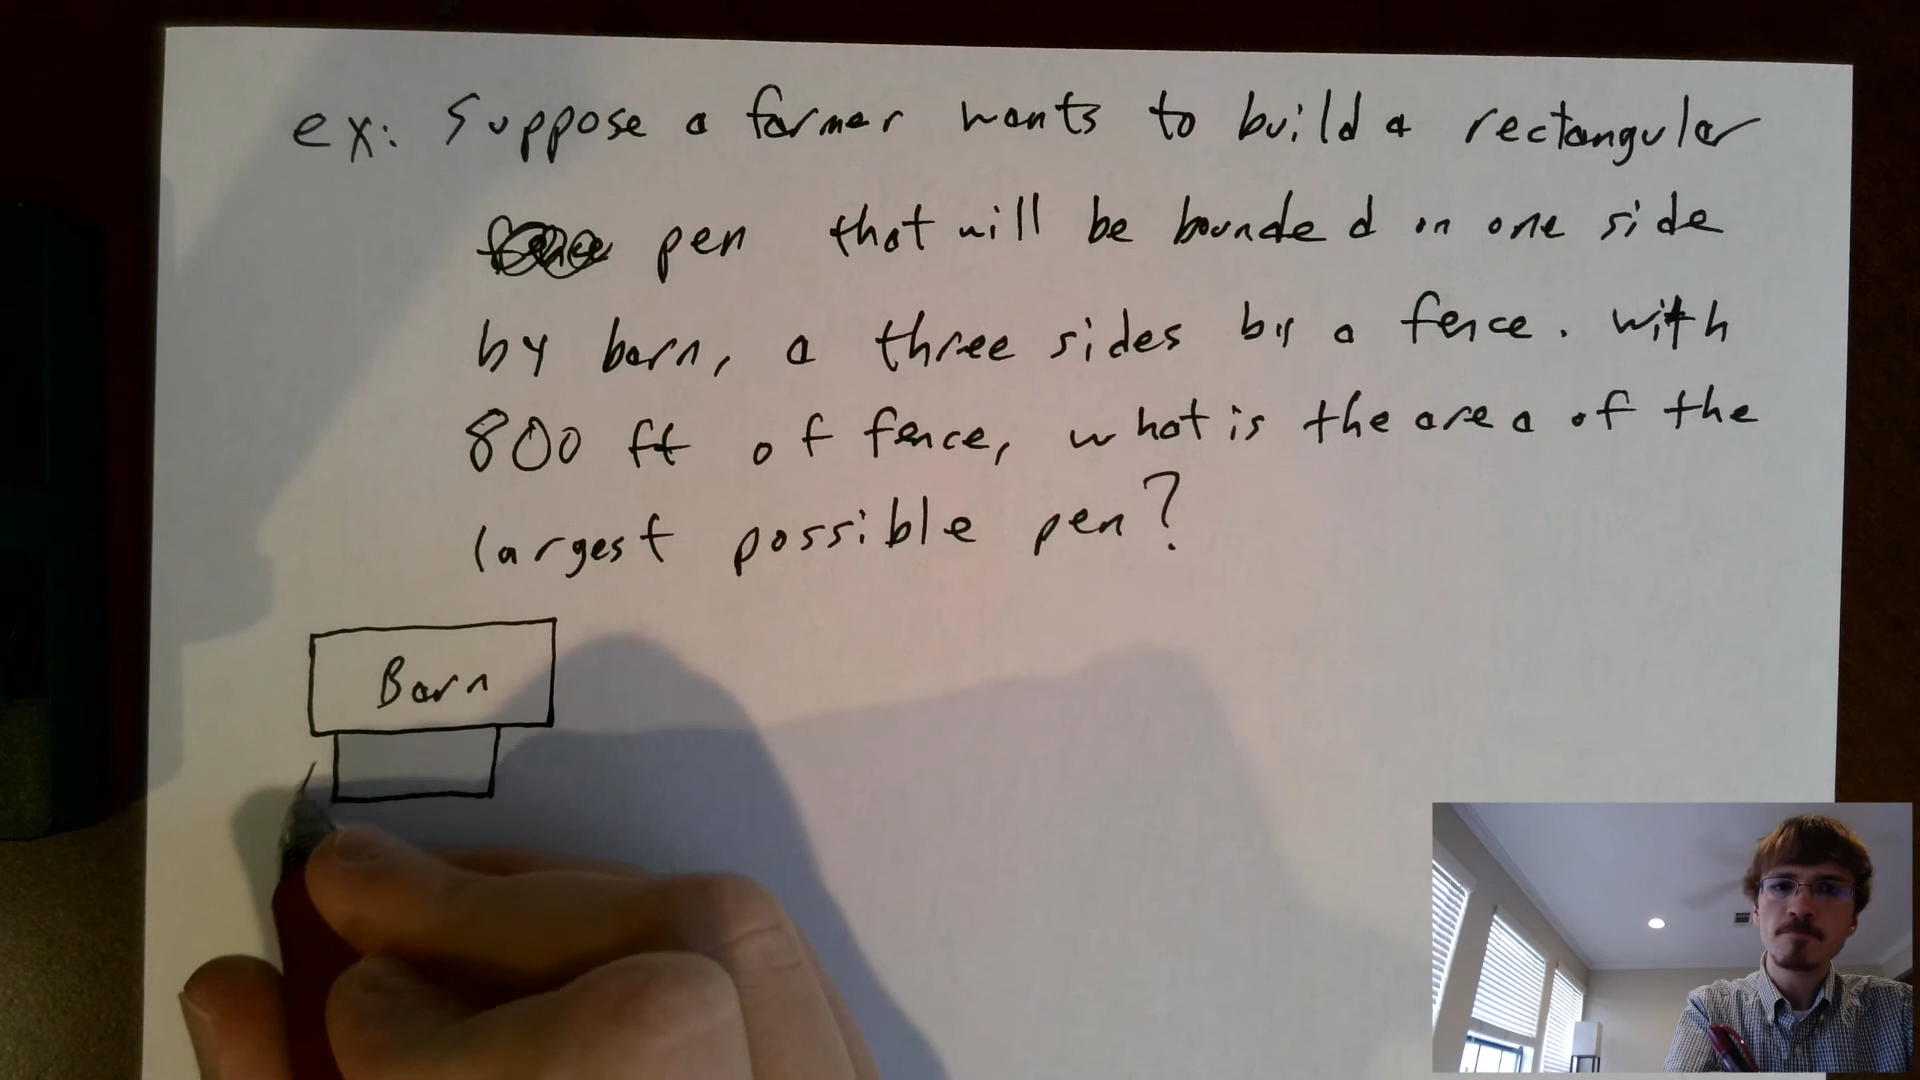 ex: Suppose a farmer wants to build a rectangular
pen that will be bounded on one side
by barn, a three sides by a fence. With
800 ft of fence, what is the area of the
largest possible pen?
Barn